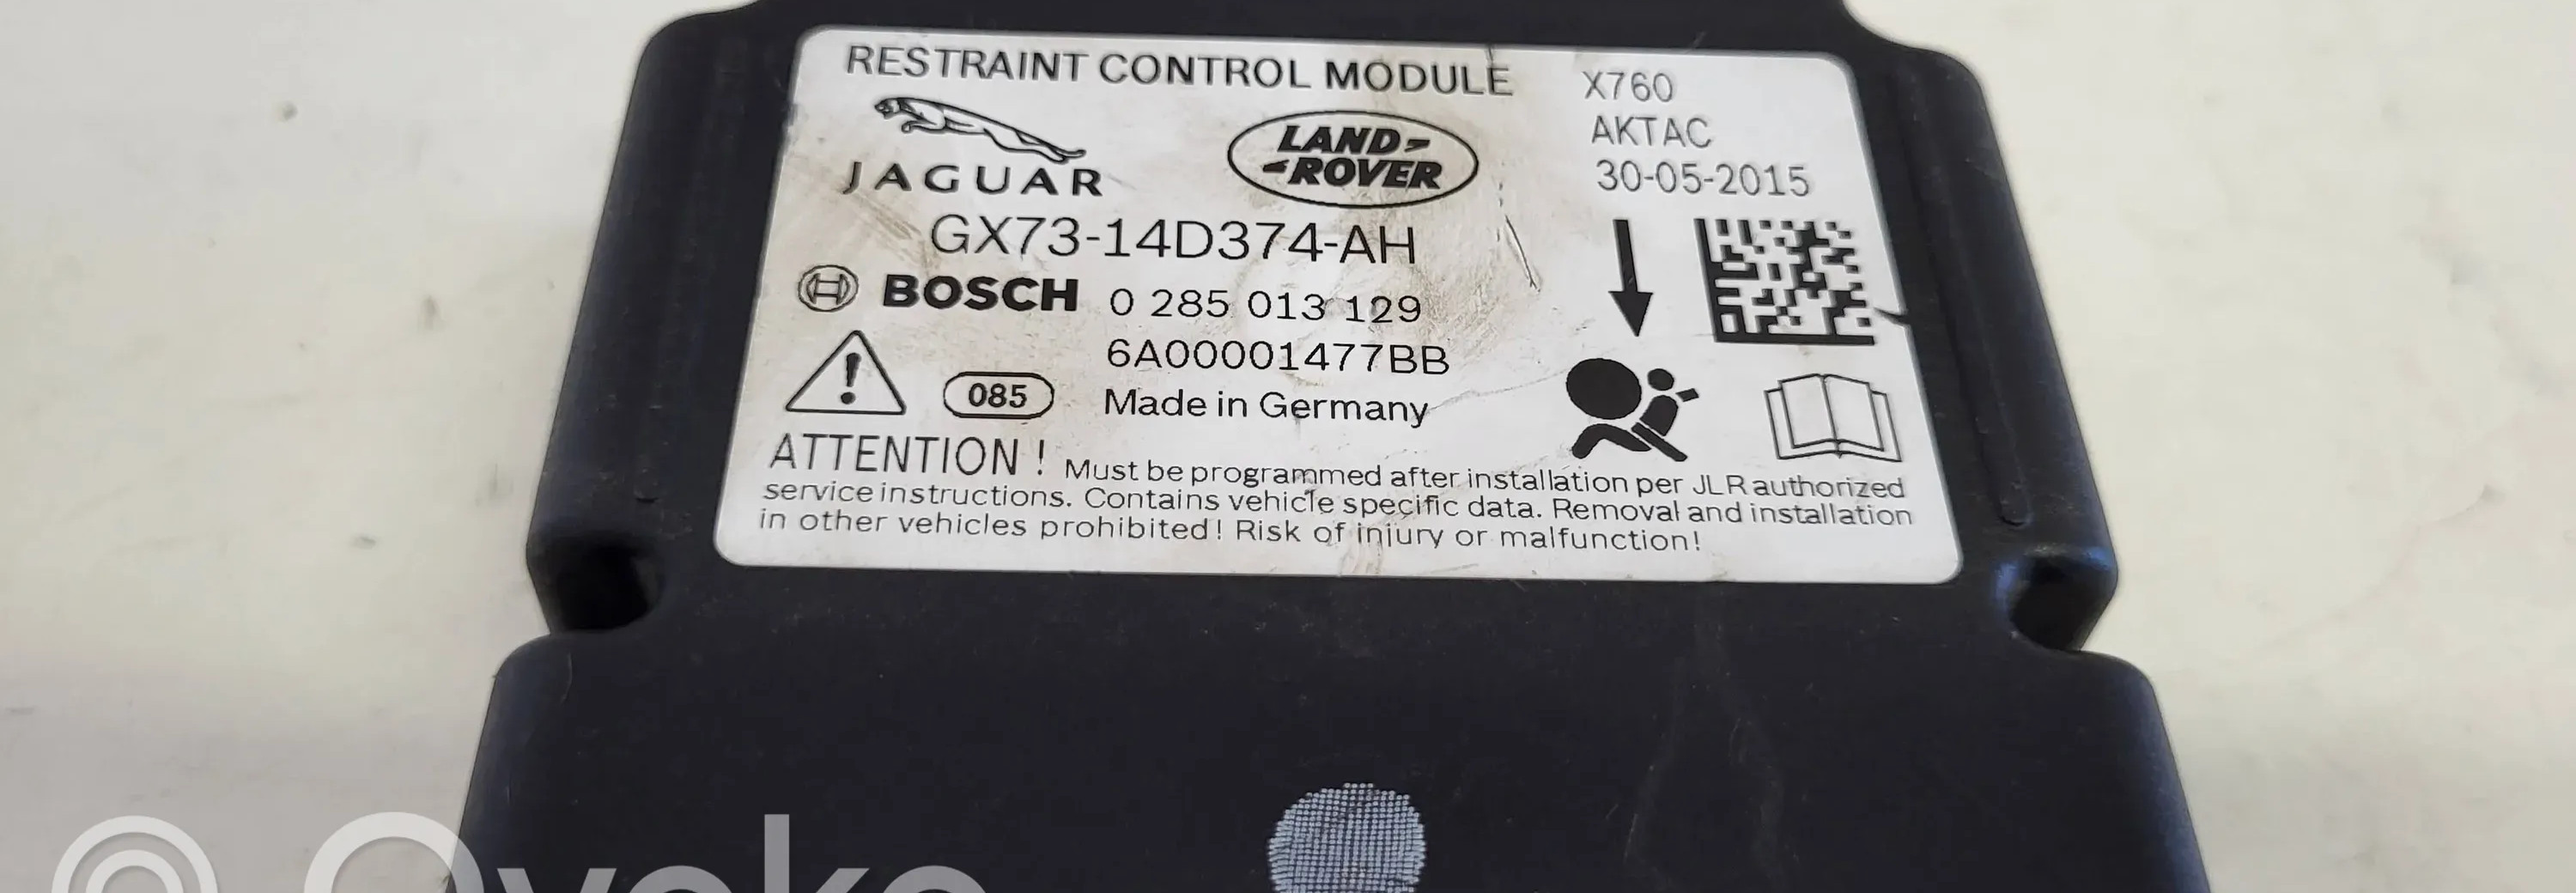 RESTRAINT CONTROL MODULE
X760
AKTAC
30-05-2015
JAGUAR
LAND-
-ROVER
GX73-14D374-AH
BOSCH 0 285 013 129
6A00001477BB
085
Made in Germany
ATTENTION ! Must be programmed after installation per JLR authorized
service instructions. Contains vehicle specific data. Removal and installation
in other vehicles prohibited! Risk of injury or malfunction!
Ovoko